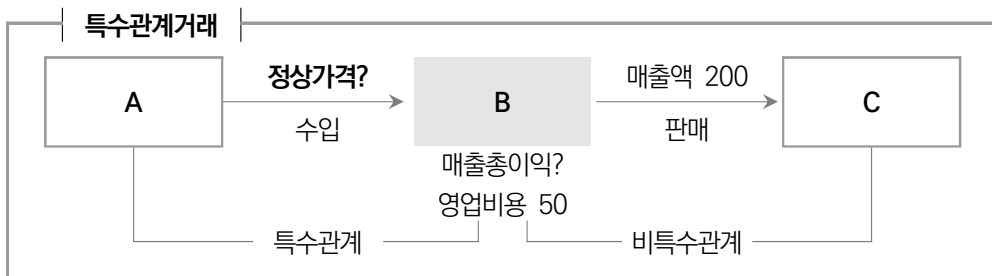 특수관계거래
A
정상가격?
수입
B
매출액 200
판매
C
매출총이익?
영업비용 50
특수관계
비특수관계